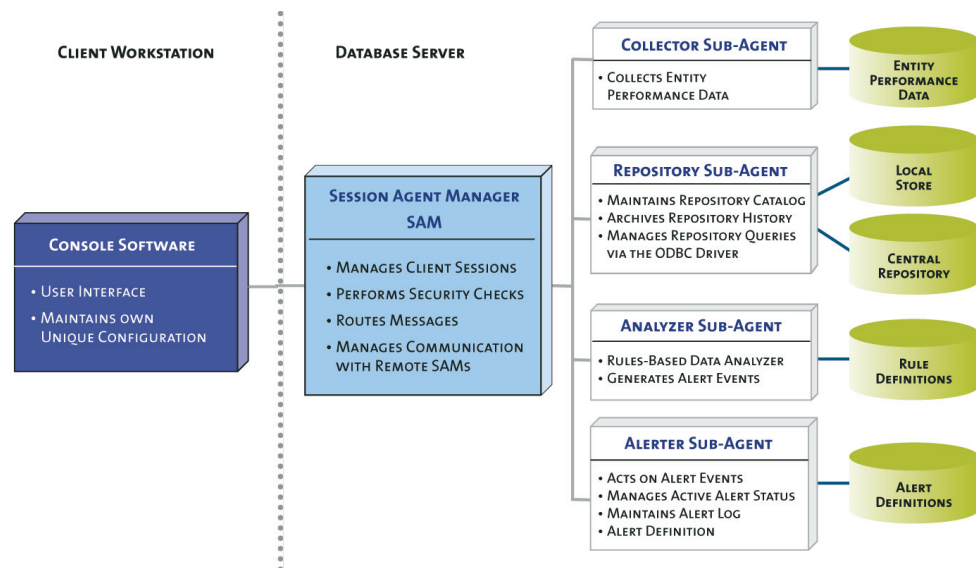 Client Workstation
Database Server
Console Software
• User Interface
• Maintains own
Unique Configuration
Session Agent Manager
SAM
• Manages Client Sessions
• Performs Security Checks
• Routes Messages
• Manages Communication
with Remote SAMs
Collector Sub-Agent
• Collects Entity
Performance Data
Entity
Performance
Data
Repository Sub-Agent
• Maintains Repository Catalog
• Archives Repository History
• Manages Repository Queries
via the ODBC Driver
Local
Store
Central
Repository
Analyzer Sub-Agent
• Rules-Based Data Analyzer
• Generates Alert Events
Rule
Definitions
Alerter Sub-Agent
• Acts on Alert Events
• Manages Active Alert Status
• Maintains Alert Log
• Alert Definition
Alert
Definitions